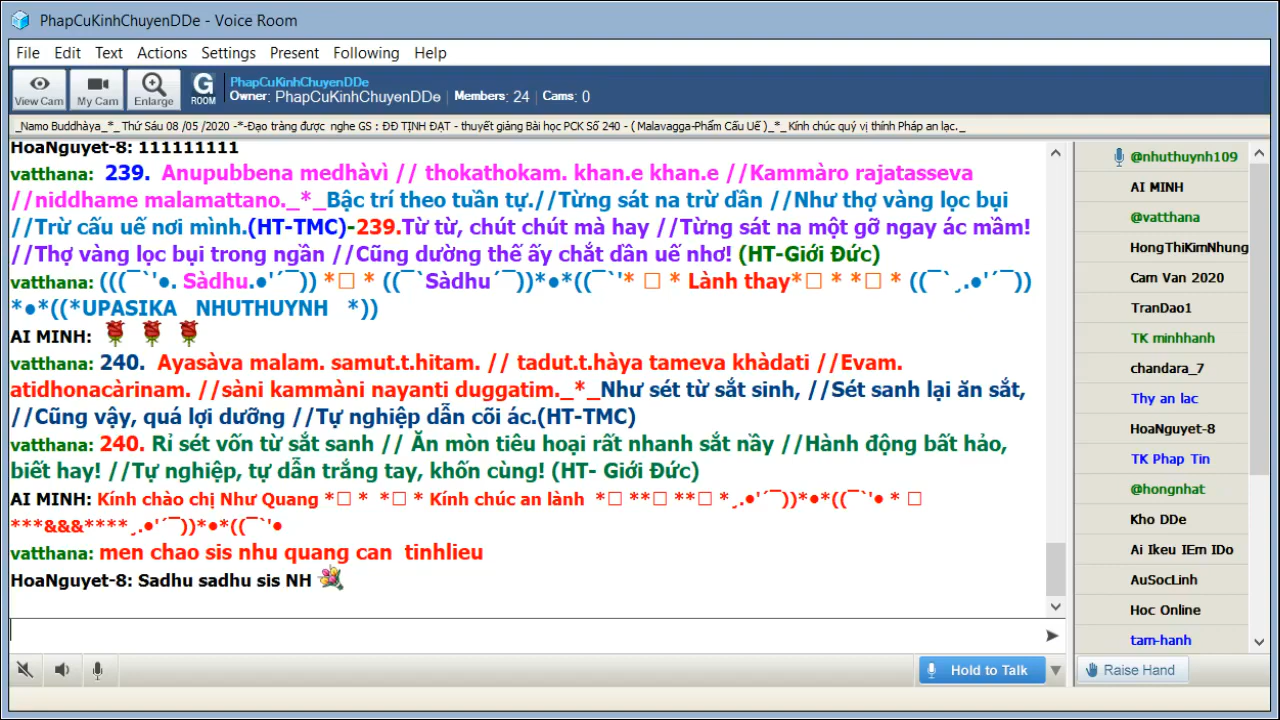 PhapCuKinhChuyenDDe - Voice Room
File Edit Text Actions Settings Present Following Help
View Cam My Cam Enlarge G ROOM
PhapCuKinhChuyenDDe
Owner: PhapCuKinhChuyenDDe Members: 24 Cams: 0
_Namo Buddhàya_*_ Thứ Sáu 08 /05 /2020 -*-Đạo tràng được nghe GS : ĐĐ TỊNH ĐẠT - thuyết giảng Bài học PCK Số 240 - ( Malavagga-Phẩm Cấu Uế )_*_ Kính chúc quý vị thính Pháp an lạc._
HoaNguyet-8: 111111111
vatthana: 239. Anupubbena medhàvì // thokathokam. khan.e khan.e //Kammàro rajatasseva
//niddhame malamattano._*_Bậc trí theo tuần tự.//Từng sát na trừ dần //Như thợ vàng lọc bụi
//Trừ cấu uế nơi mình.(HT-TMC)-239.Từ từ, chút chút mà hay //Từng sát na một gỡ ngay ác mầm!
//Thợ vàng lọc bụi trong ngần //Cũng dường thế ấy chắt dần uế nhơ! (HT-Giới Đức)
vatthana: (((¯`'•. Sàdhu.•'´¯)) *□ * ((¯`Sàdhu´¯))*•*((¯`'* □ * Lành thay*□ * *□ * ((¯`¸.•'´¯))
*•*((*UPASIKA NHUTHUYNH *))
AI MINH:
vatthana: 240. Ayasàva malam. samut.t.hitam. // tadut.t.hàya tameva khàdati //Evam.
atidhonacàrinam. //sàni kammàni nayanti duggatim._*_Như sét từ sắt sinh, //Sét sanh lại ăn sắt,
//Cũng vậy, quá lợi dưỡng //Tự nghiệp dẫn cõi ác.(HT-TMC)
vatthana: 240. Rỉ sét vốn từ sắt sanh // Ăn mòn tiêu hoại rất nhanh sắt nầy //Hành động bất hảo,
biết hay! //Tự nghiệp, tự dẫn trắng tay, khốn cùng! (HT- Giới Đức)
AI MINH: Kính chào chị Như Quang *□ * *□ * Kính chúc an lành *□ **□ **□ *¸.•'´¯))*•*((¯`'• * □
***&&&****¸.•'´¯))*•*((¯`'•
vatthana: men chao sis nhu quang can tinhlieu
HoaNguyet-8: Sadhu sadhu sis NH
Hold to Talk
@nhuthuynh109
AI MINH
@vatthana
HongThiKimNhung
Cam Van 2020
TranDao1
TK minhhanh
chandara_7
Thy an lac
HoaNguyet-8
TK Phap Tin
@hongnhat
Kho DDe
Ai Ikeu IEm IDo
AuSocLinh
Hoc Online
tam-hanh
Raise Hand